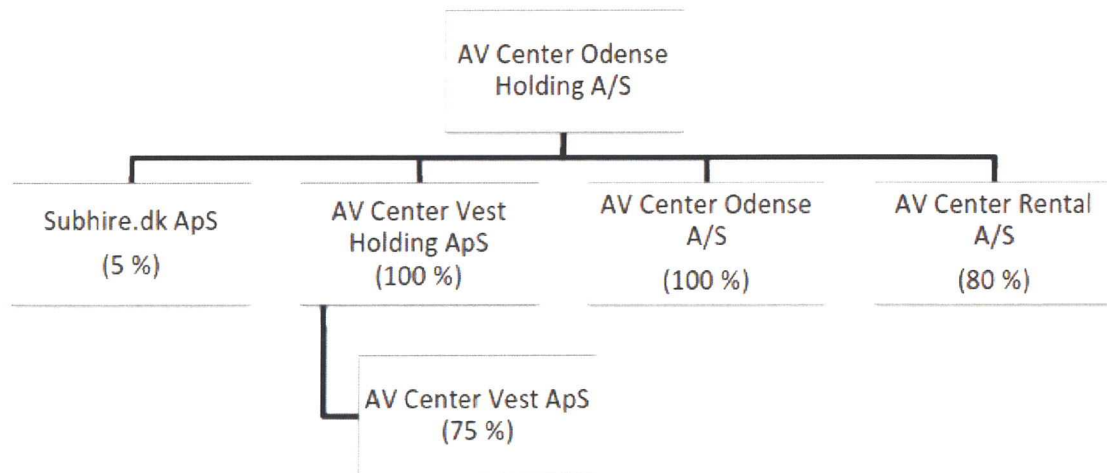 AV Center Odense
Holding A/S
Subhire.dk ApS
(5 %)
AV Center Vest
Holding ApS
(100 %)
AV Center Odense
A/S
(100 %)
AV Center Rental
A/S
(80 %)
AV Center Vest ApS
(75 %)